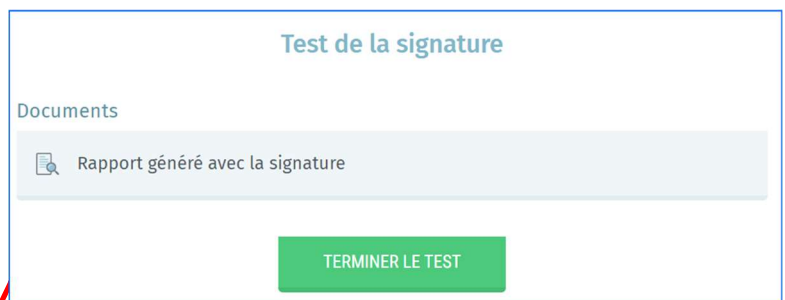 Test de la signature
Documents
Rapport généré avec la signature
TERMINER LE TEST